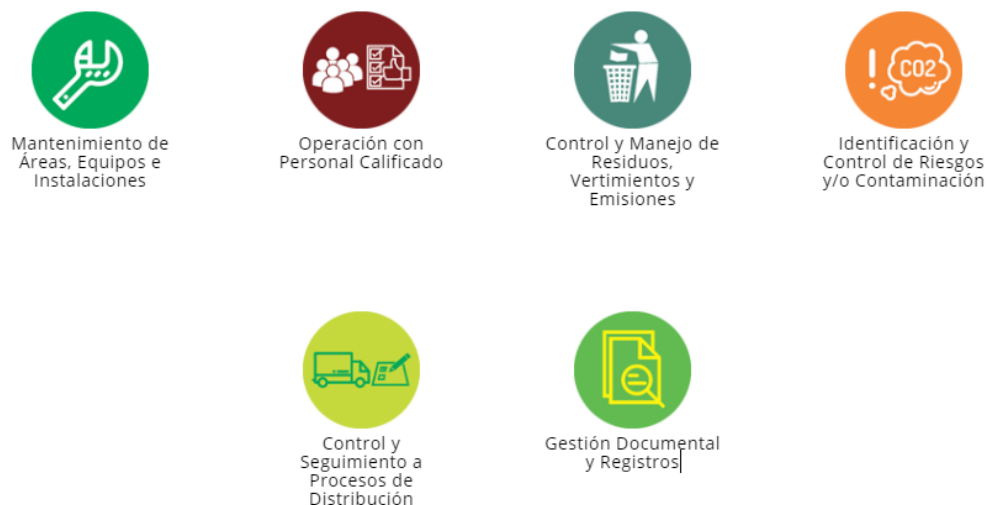 Mantenimiento de
Áreas, Equipos e
Instalaciones
Operación con
Personal Calificado
Control y Manejo de
Residuos,
Vertimientos y
Emisiones
CO2
Identificación y
Control de Riesgos
y/o Contaminación
Control y
Seguimiento a
Procesos de
Distribución
Gestión Documental
y Registros